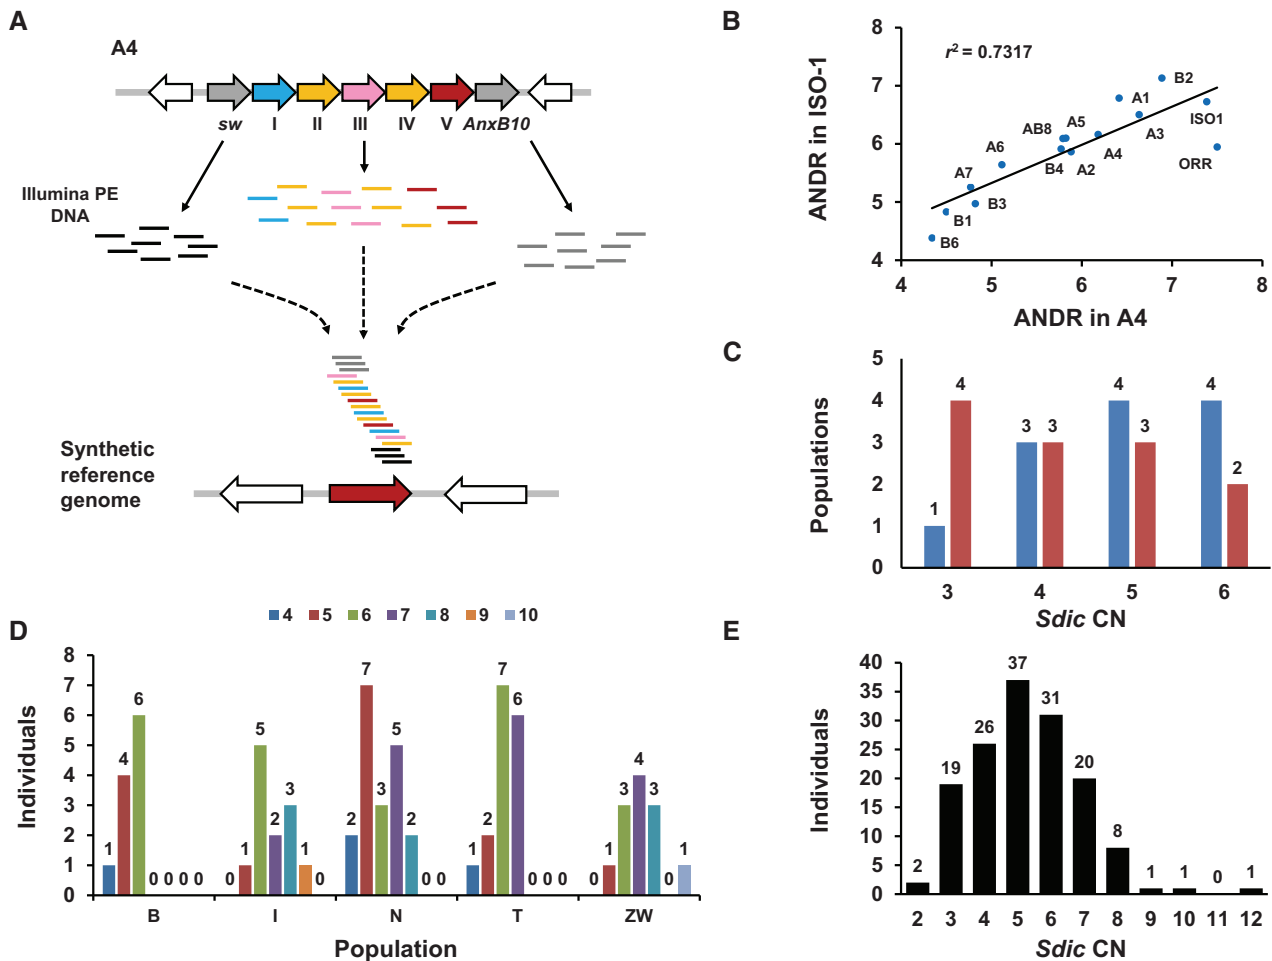 A
A4
sw I II III IV V AnxB10
Illumina PE
DNA
Synthetic
reference
genome
B
r² = 0.7317
ANDR in ISO-1
8
7
6
5
4
B2
A1
ISO1
A3
AB8
A5
A4
ORR
A6
B4
A2
A7
B3
B1
B6
4 5 6 7 8
ANDR in A4
C
Populations
5
4
3
2
1
0
1 4 3 3 4 3 4 2
3 4 5 6
Sdic CN
D
4 5 6 7 8 9 10
Individuals
8
7
6
5
4
3
2
1
0
1 4 6 0 0 0 0
0 1 5 2 3 1 0
2 7 3 5 2 0 0
1 2 7 6 0 0 0
0 1 3 4 3 0 1
B I N T ZW
Population
E
Individuals
40
35
30
25
20
15
10
5
0
2 19 26 37 31 20 8 1 1 0 1
2 3 4 5 6 7 8 9 10 11 12
Sdic CN